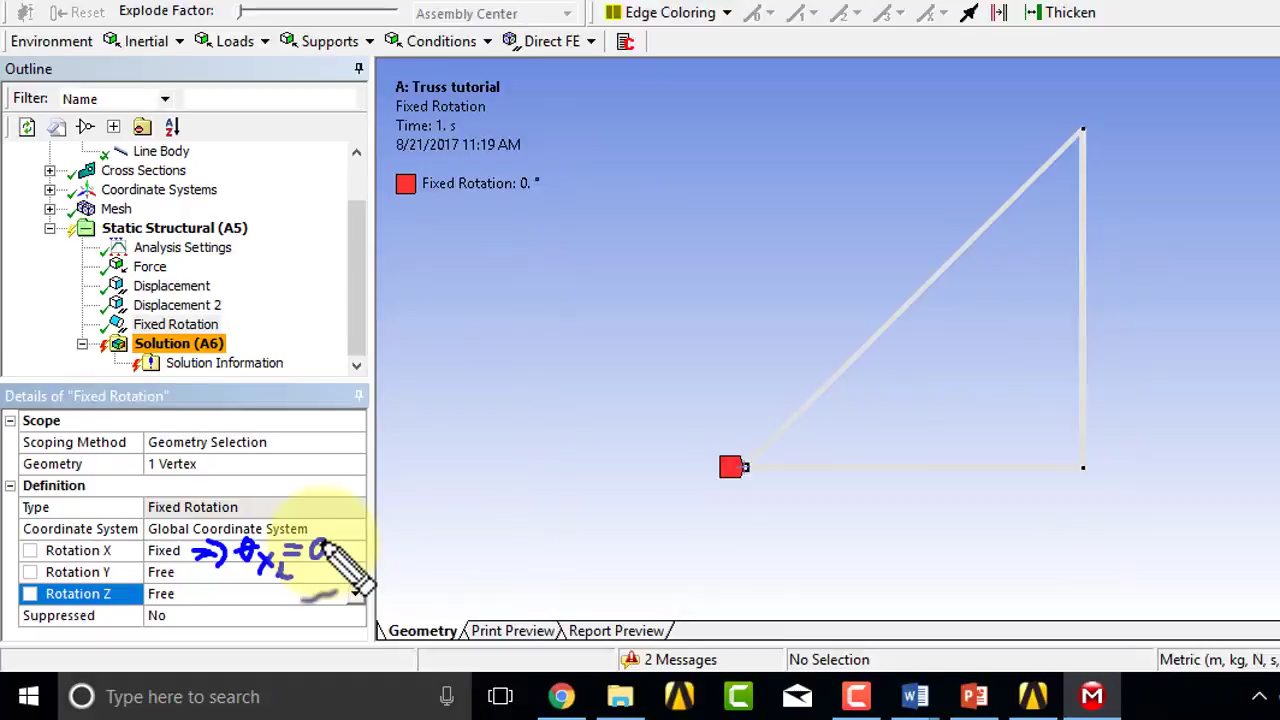 Reset
Explode Factor:
Assembly Center
Edge Coloring
Thicken
Environment
Inertial
Loads
Supports
Conditions
Direct FE
Outline
Filter: Name
Line Body
Cross Sections
Coordinate Systems
Mesh
Static Structural (A5)
Analysis Settings
Force
Displacement
Displacement 2
Fixed Rotation
Solution (A6)
Solution Information
Details of "Fixed Rotation"
Scope
Scoping Method Geometry Selection
Geometry 1 Vertex
Definition
Type Fixed Rotation
Coordinate System Global Coordinate System
Rotation X Fixed ⇒ θx₁ = 0
Rotation Y Free
Rotation Z Free
Suppressed No
A: Truss tutorial
Fixed Rotation
Time: 1. s
8/21/2017 11:19 AM
Fixed Rotation: 0. °
Geometry
Print Preview
Report Preview
2 Messages
No Selection
Metric (m, kg, N, s,
Type here to search